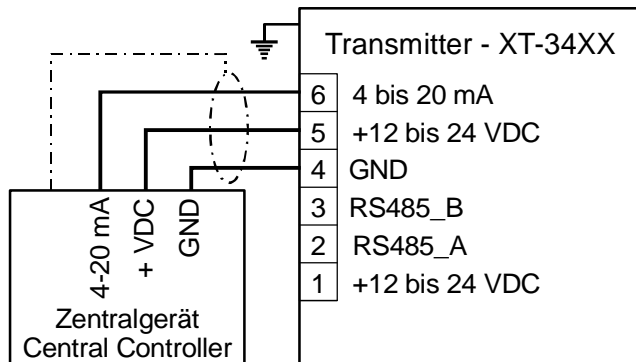 Transmitter - XT-34XX
6 4 bis 20 mA
5 +12 bis 24 VDC
4 GND
3 RS485_B
2 RS485_A
1 +12 bis 24 VDC
4-20 mA
+ VDC
GND
Zentralgerät
Central Controller